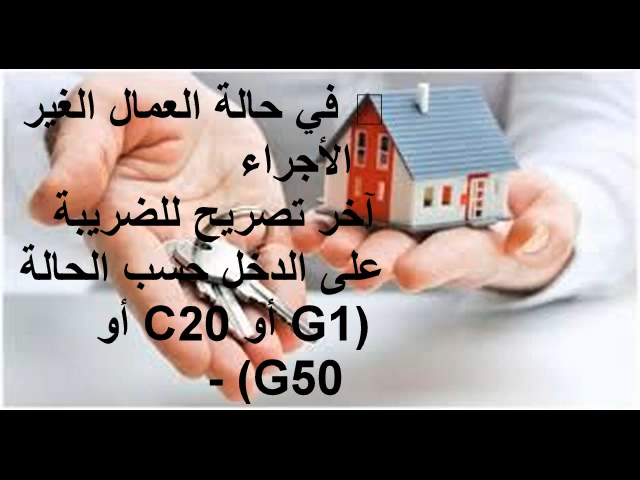 في حالة العمال الغير
الأجراء
آخر تصريح للضريبة
على الدخل حسب الحالة
(G1 أو C20 أو
G50) -